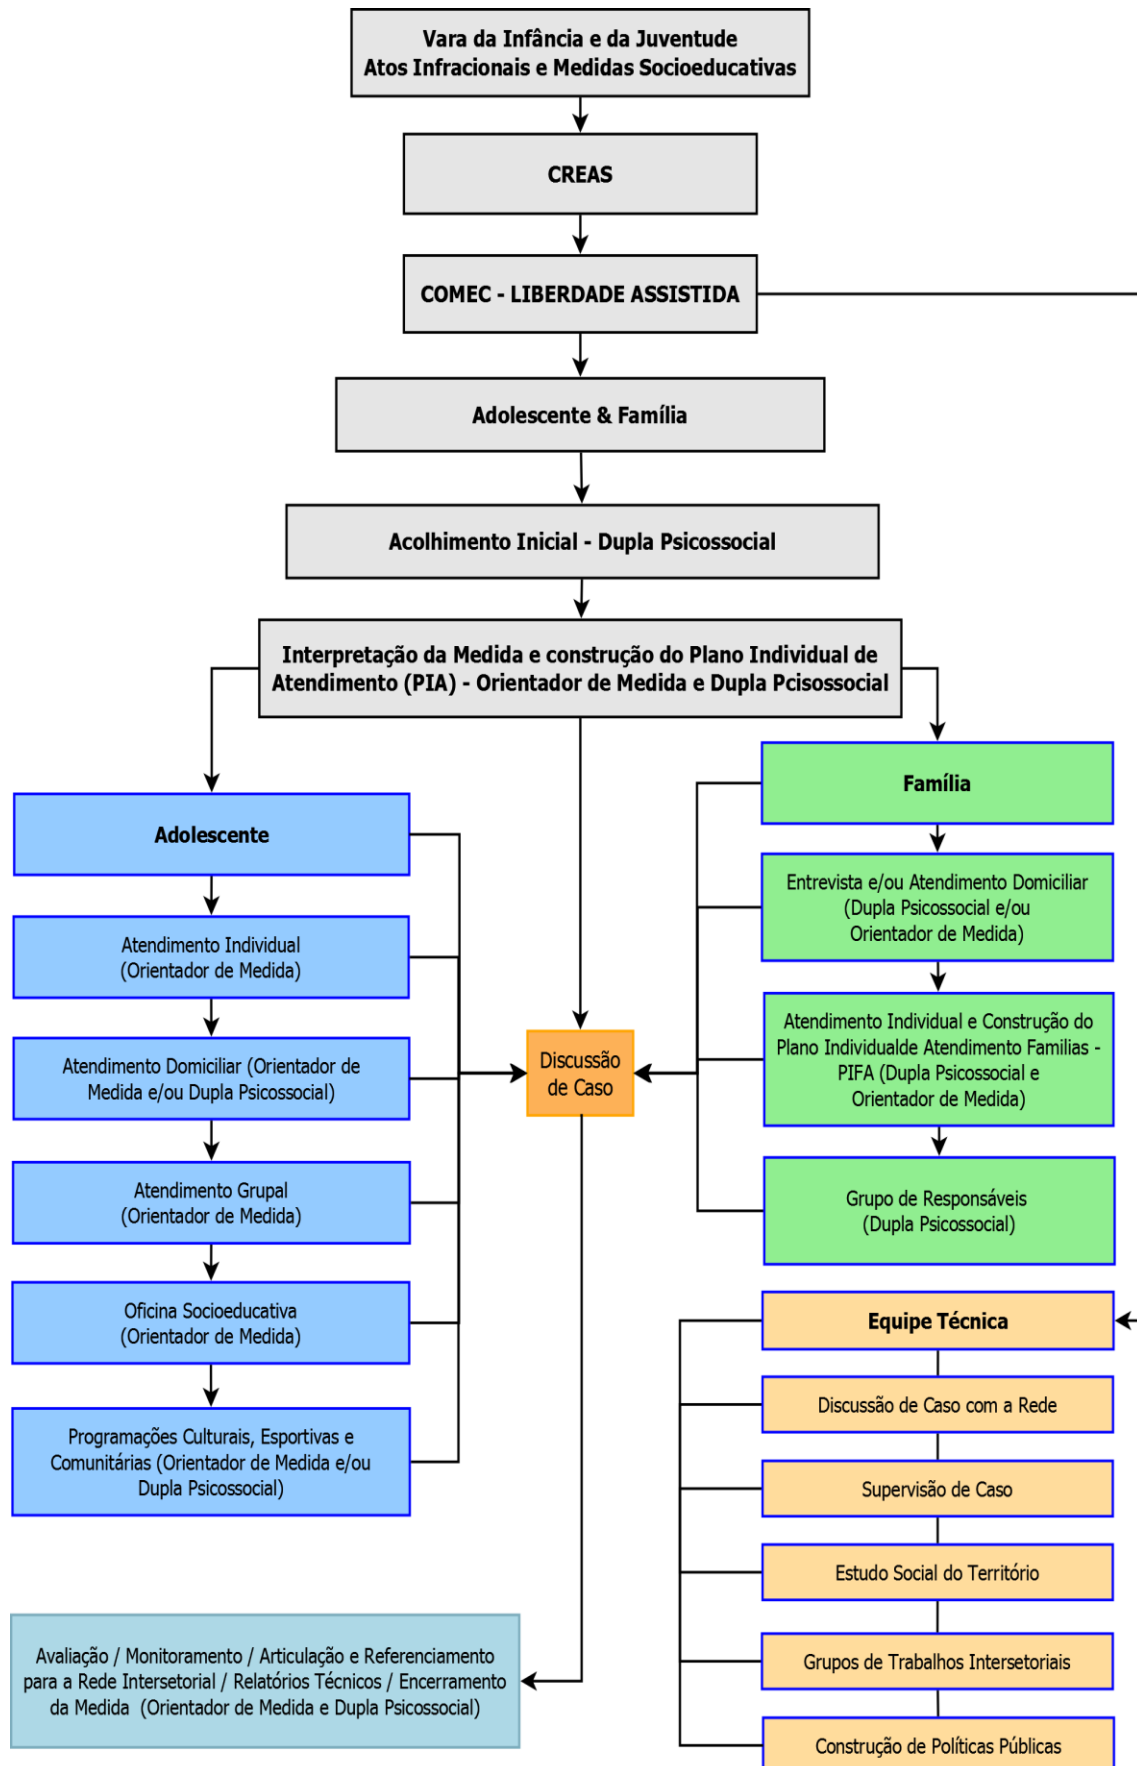 Vara da Infância e da Juventude
Atos Infracionais e Medidas Socioeducativas
CREAS
COMEC - LIBERDADE ASSISTIDA
Adolescente & Família
Acolhimento Inicial - Dupla Psicossocial
Interpretação da Medida e construção do Plano Individual de
Atendimento (PIA) - Orientador de Medida e Dupla Pcisossocial
Adolescente
Atendimento Individual
(Orientador de Medida)
Atendimento Domiciliar (Orientador de
Medida e/ou Dupla Psicossocial)
Atendimento Grupal
(Orientador de Medida)
Oficina Socioeducativa
(Orientador de Medida)
Programações Culturais, Esportivas e
Comunitárias (Orientador de Medida e/ou
Dupla Psicossocial)
Discussão
de Caso
Família
Entrevista e/ou Atendimento Domiciliar
(Dupla Psicossocial e/ou
Orientador de Medida)
Atendimento Individual e Construção do
Plano Individualde Atendimento Familias -
PIFA (Dupla Psicossocial e
Orientador de Medida)
Grupo de Responsáveis
(Dupla Psicossocial)
Equipe Técnica
Discussão de Caso com a Rede
Supervisão de Caso
Estudo Social do Território
Grupos de Trabalhos Intersetoriais
Construção de Políticas Públicas
Avaliação / Monitoramento / Articulação e Referenciamento
para a Rede Intersetorial / Relatórios Técnicos / Encerramento
da Medida (Orientador de Medida e Dupla Psicossocial)